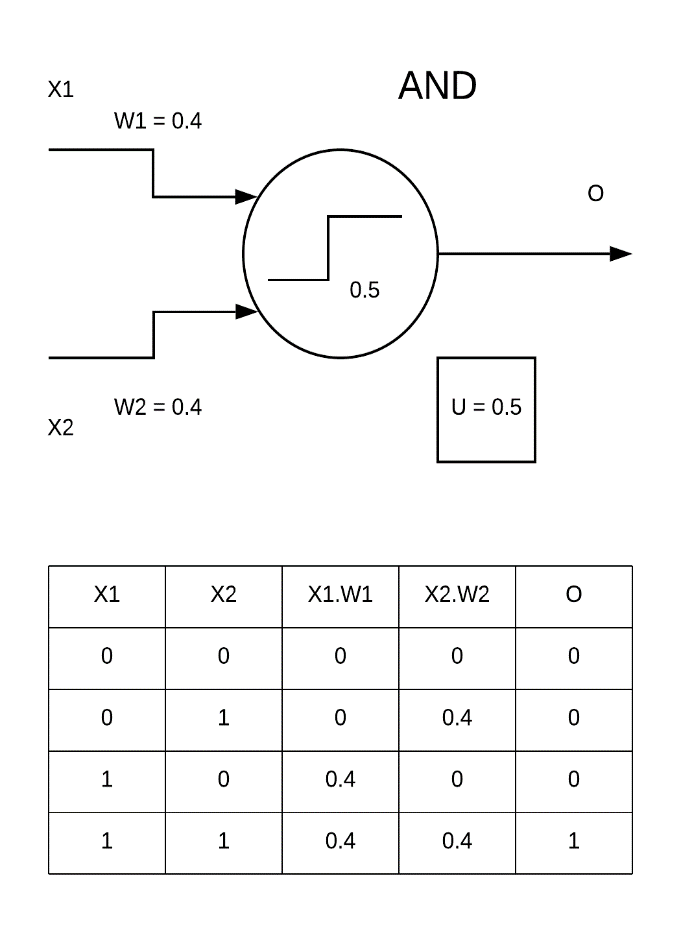 AND
X1
W1 = 0.4
O
0.5
W2 = 0.4
U = 0.5
X2
X1 X2 X1.W1 X2.W2 O
0 0 0 0 0
0 1 0 0.4 0
1 0 0.4 0 0
1 1 0.4 0.4 1